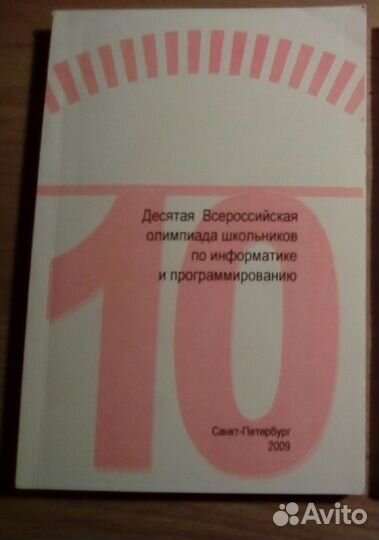 10
Десятая Всероссийская
олимпиада школьников
по информатике
и программированию
Санкт-Петербург
2009
Avito